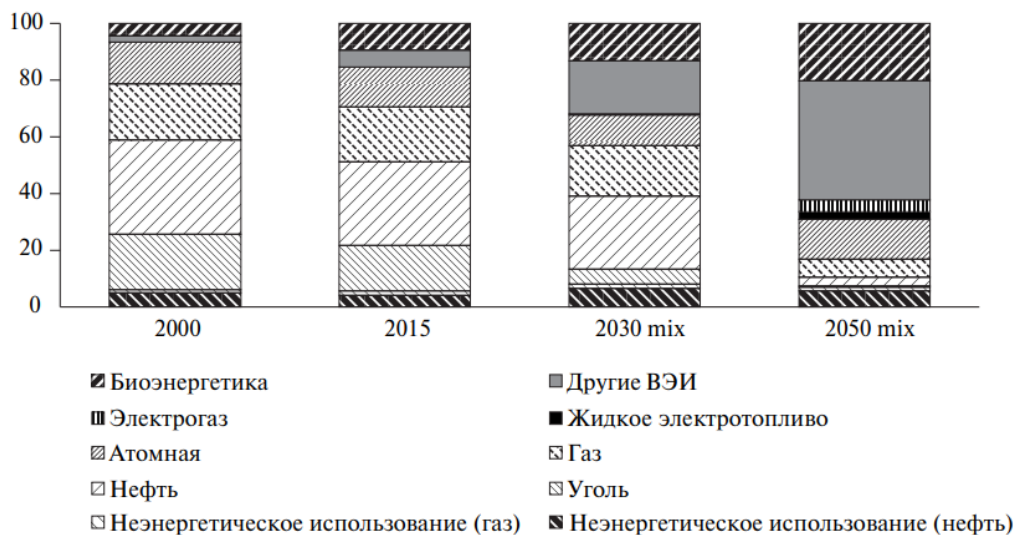 100
80
60
40
20
0
2000 2015 2030 mix 2050 mix
Биоэнергетика Другие ВЭИ
Электрогаз Жидкое электротопливо
Атомная Газ
Нефть Уголь
Неэнергетическое использование (газ) Неэнергетическое использование (нефть)